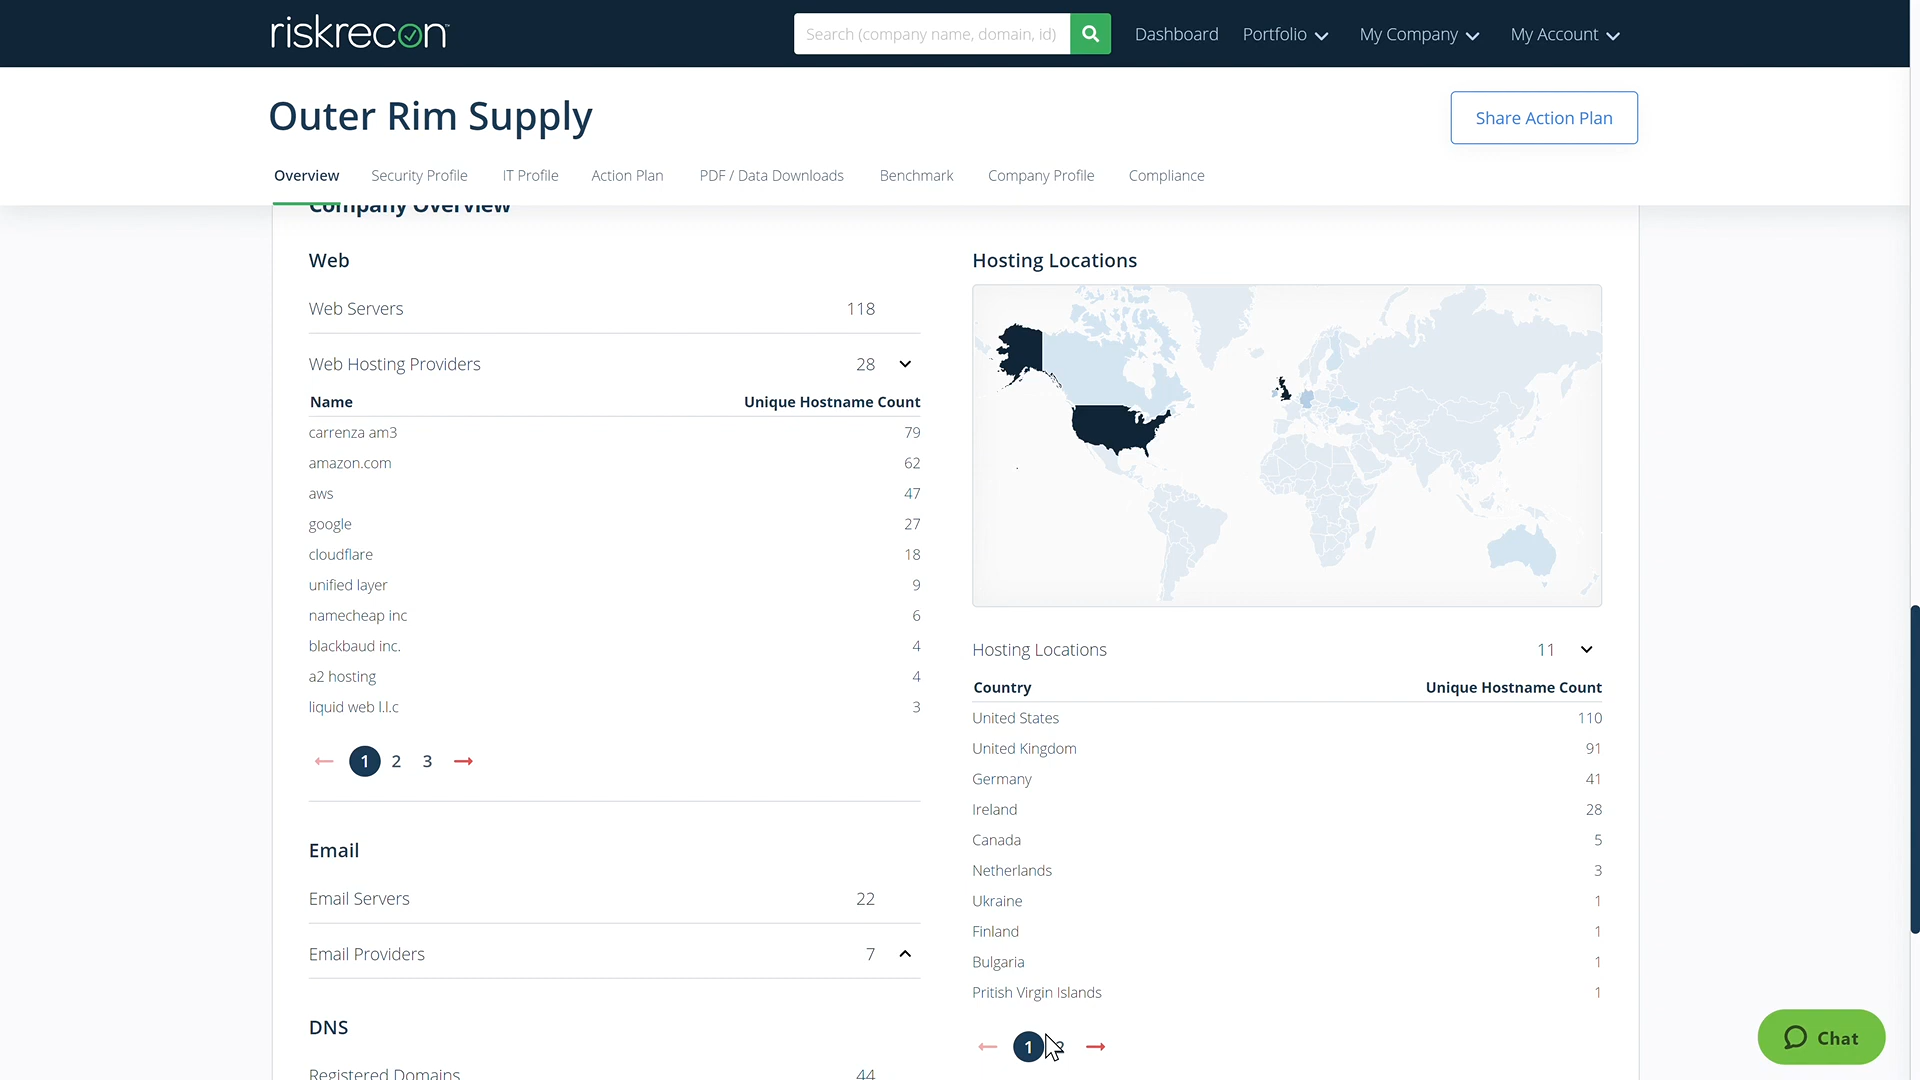 riskrecon
Search (company name, domain, id)
Dashboard
Portfolio
My Company
My Account
Outer Rim Supply
Share Action Plan
Overview
Security Profile
IT Profile
Action Plan
PDF / Data Downloads
Benchmark
Company Profile
Compliance
Company Overview
Web
Web Servers 118
Web Hosting Providers 28
Name Unique Hostname Count
carrenza am3 79
amazon.com 62
aws 47
google 27
cloudflare 18
unified layer 9
namecheap inc 6
blackbaud inc. 4
a2 hosting 4
liquid web l.l.c 3
1 2 3
Email
Email Servers 22
Email Providers 7
DNS
Registered Domains 44
Hosting Locations
Hosting Locations 11
Country Unique Hostname Count
United States 110
United Kingdom 91
Germany 41
Ireland 28
Canada 5
Netherlands 3
Ukraine 1
Finland 1
Bulgaria 1
Pritish Virgin Islands 1
1 2
Chat